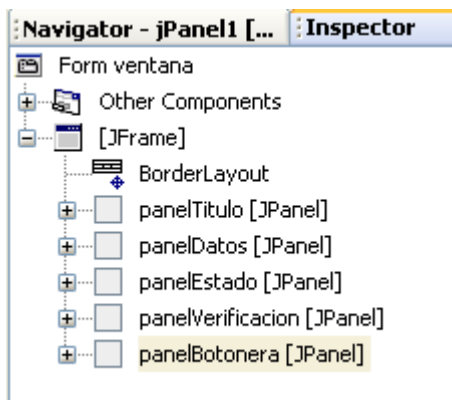 Navigator - jPanel1 [... Inspector
Form ventana
Other Components
[JFrame]
BorderLayout
panelTitulo [JPanel]
panelDatos [JPanel]
panelEstado [JPanel]
panelVerificacion [JPanel]
panelBotonera [JPanel]